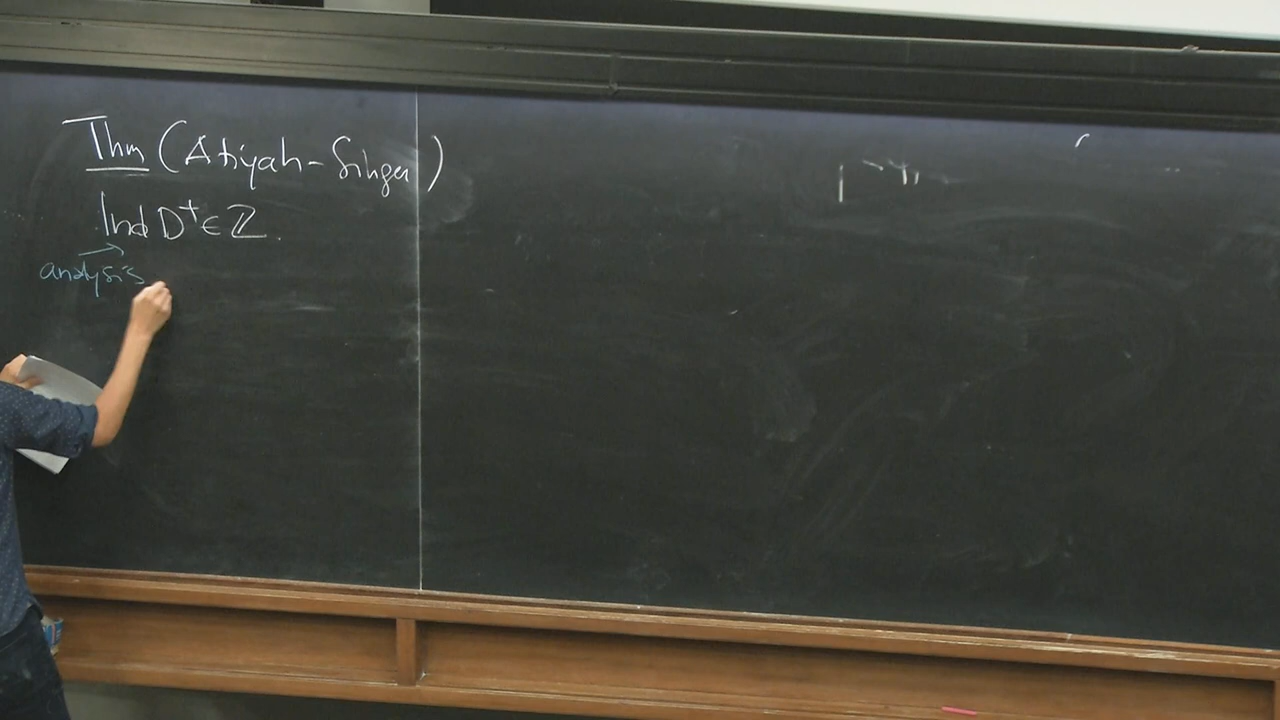 Thm (Atiyah-Singer)
Ind D⁺ ∈ ℤ.
analysis